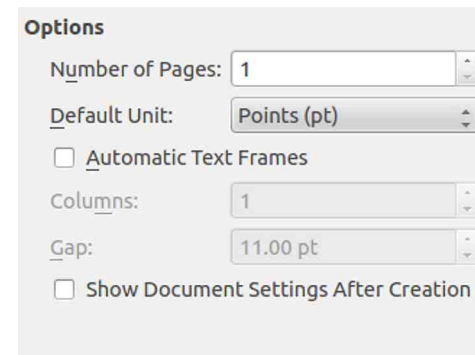 Options
Number of Pages: 1
Default Unit: Points (pt)
Automatic Text Frames
Columns: 1
Gap: 11.00 pt
Show Document Settings After Creation